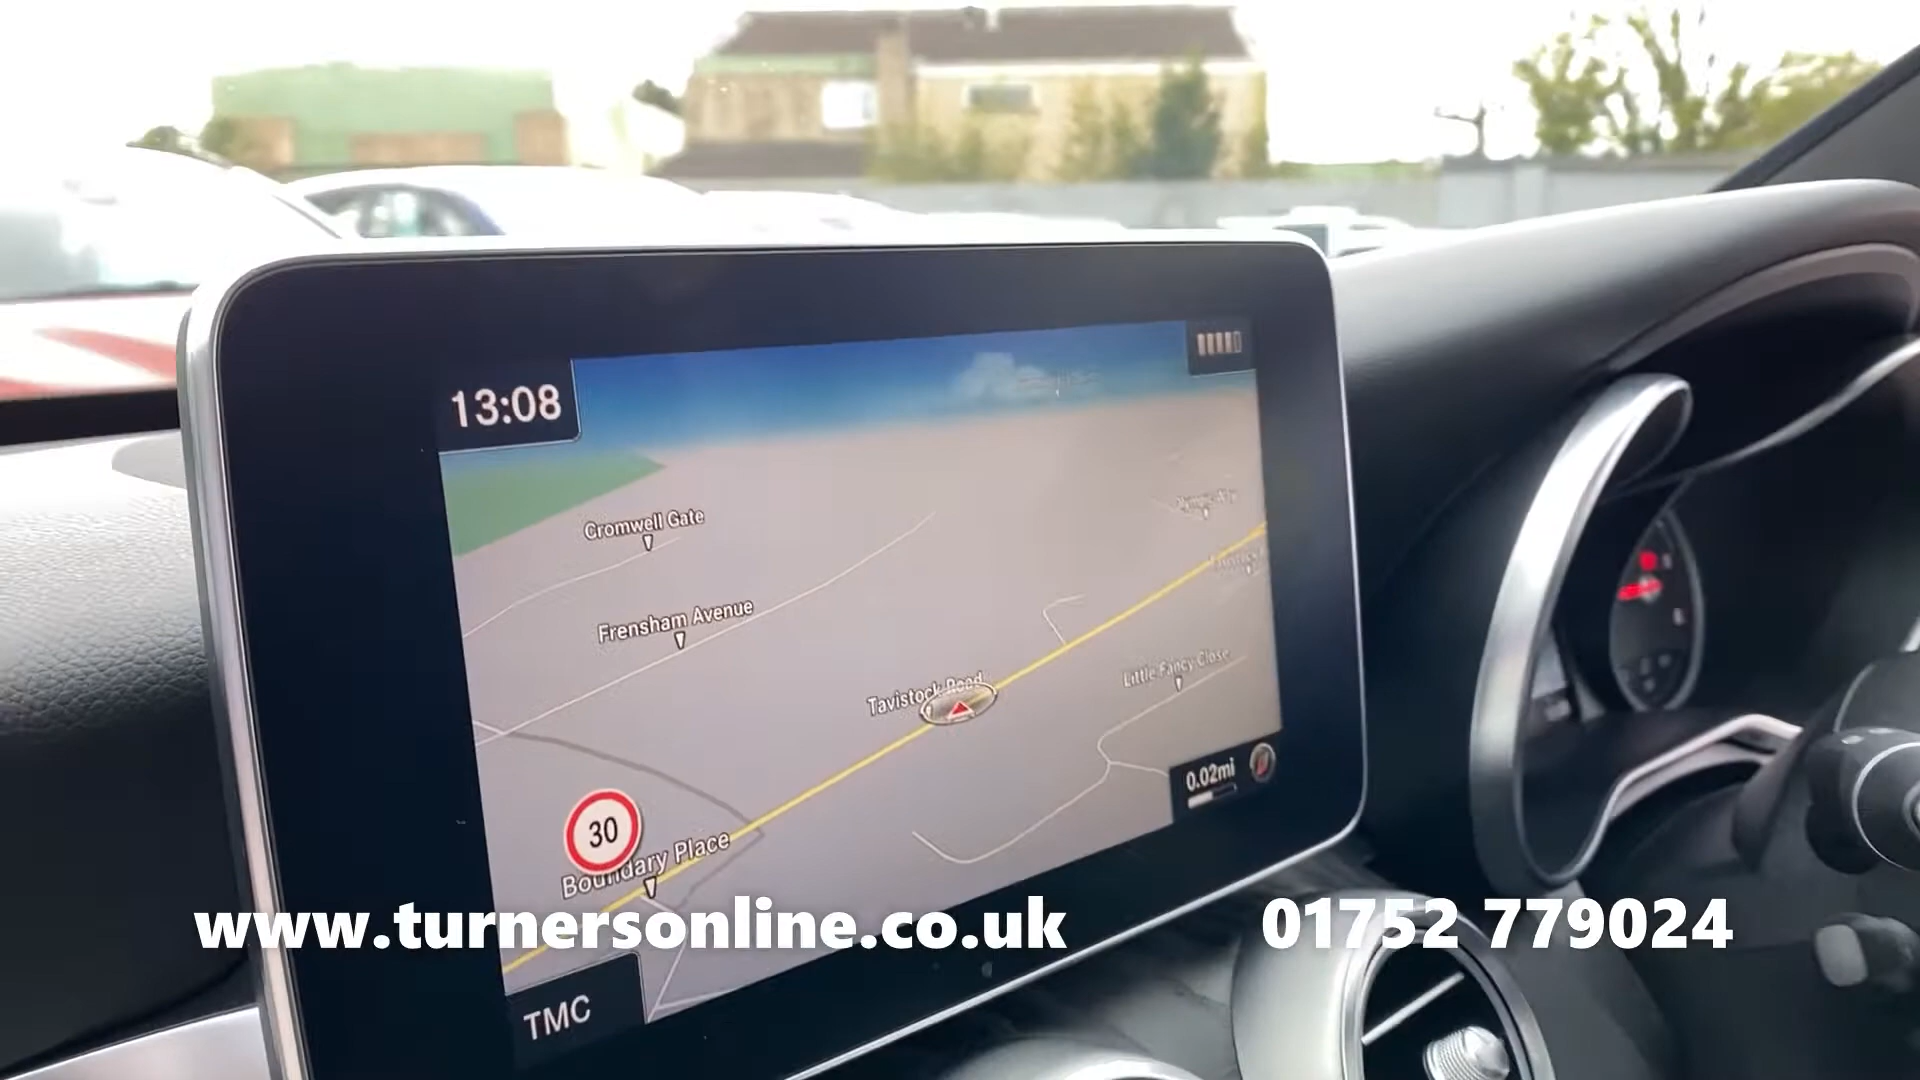 13:08
Cromwell Gate
Frensham Avenue
Tavistock Road
Little Fancy Close
0.02mi
30
Boundary Place
www.turnersonline.co.uk
01752 779024
TMC